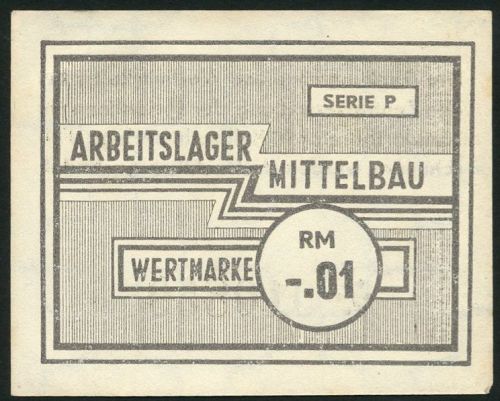 SERIE P
ARBEITSLAGER
MITTELBAU
WERTMARKE
RM
-.01